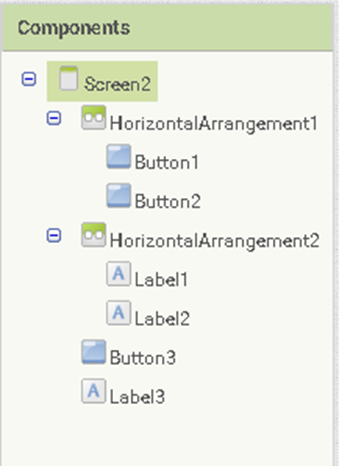 Components
Screen2
HorizontalArrangement1
Button1
Button2
HorizontalArrangement2
A Label1
A Label2
Button3
A Label3